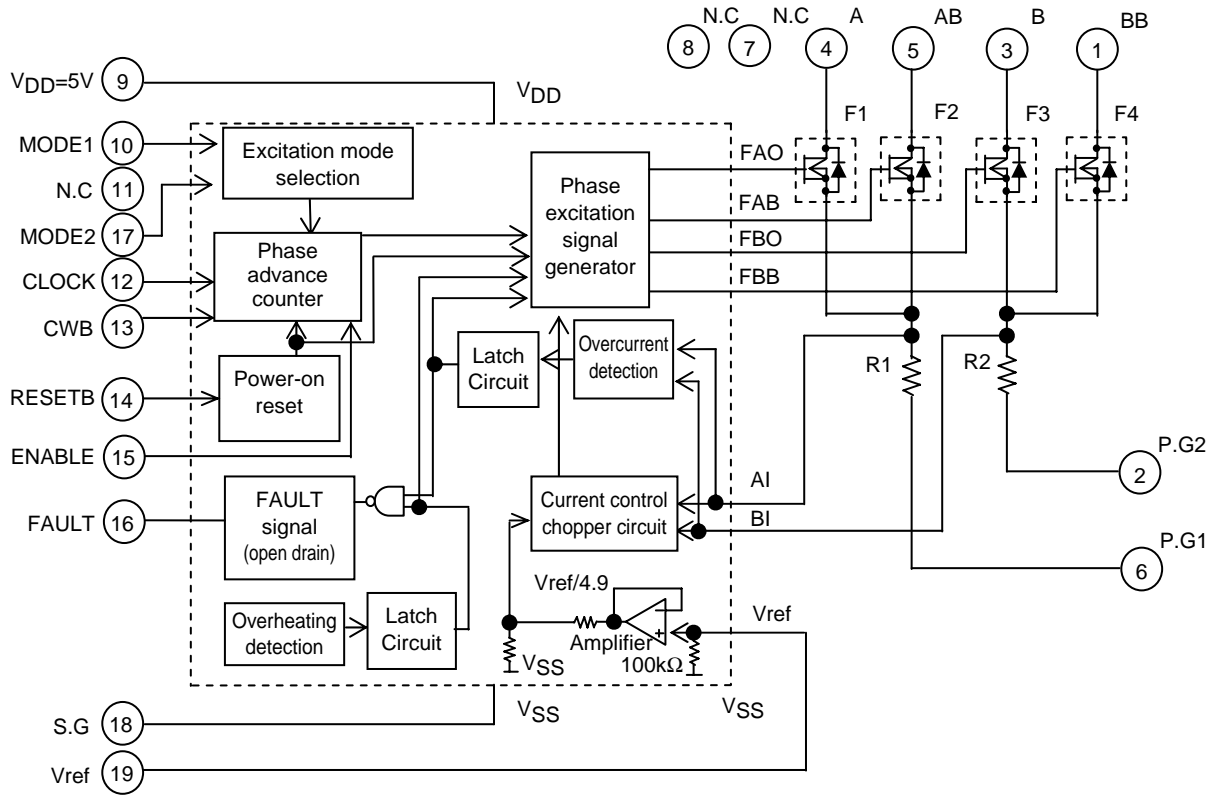 N.C
N.C
A
AB
B
BB
8
7
4
5
3
1
VDD=5V
9
VDD
MODE1
10
N.C
11
MODE2
17
CLOCK
12
CWB
13
RESETB
14
ENABLE
15
FAULT
16
Excitation mode
selection
Phase
advance
counter
Power-on
reset
FAULT
signal
(open drain)
Overheating
detection
Latch
Circuit
Latch
Circuit
Overcurrent
detection
Phase
excitation
signal
generator
Current control
chopper circuit
FAO
FAB
FBO
FBB
F1
F2
F3
F4
R1
R2
AI
BI
P.G2
2
P.G1
6
Vref/4.9
Amplifier
+
Vref
100kΩ
VSS
VSS
VSS
S.G
18
Vref
19